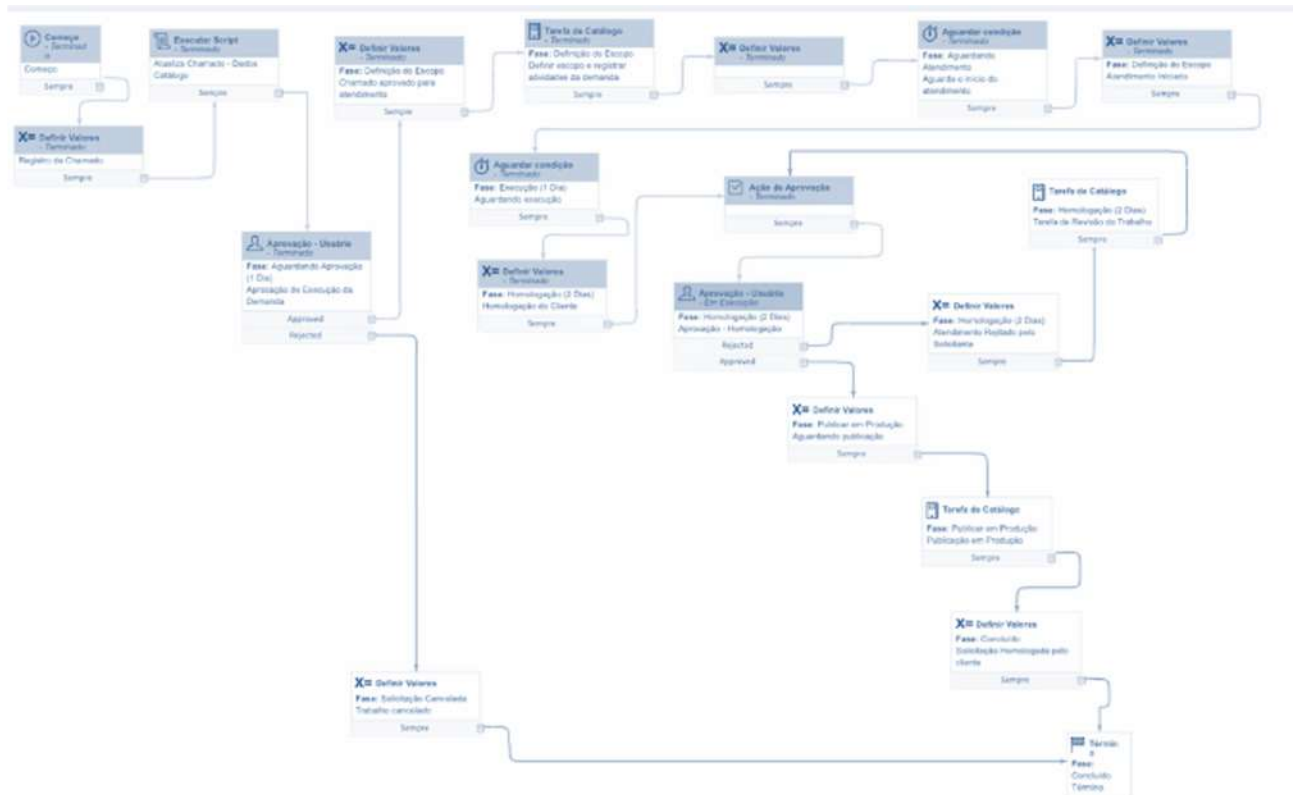 Começo
- Terminado
Começo
Sempre
Executar Script
- Terminado
Atualiza Chamado - Dados
Catálogo
Sempre
X= Definir Valores
- Terminado
Fase: Definição do Escopo
Chamado aprovado para
atendimento
Sempre
Tarefa de Catálogo
- Terminado
Fase: Definição do Escopo
Definir escopo e registrar
atividades da demanda
Sempre
X= Definir Valores
- Terminado
Sempre
Aguardar condição
- Terminado
Fase: Aguardando
Atendimento
Aguarda o início do
atendimento
Sempre
X= Definir Valores
- Terminado
Fase: Definição do Escopo
Atendimento Iniciado
Sempre
X= Definir Valores
- Terminado
Registro de Chamado
Sempre
Aguardar condição
- Terminado
Fase: Execução (1 Dia)
Aguardando execução
Sempre
Ação de Aprovação
- Terminado
Sempre
Tarefa de Catálogo
Fase: Homologação (2 Dias)
Tarefa de Revisão do Trabalho
Sempre
Aprovação - Usuário
- Terminado
Fase: Aguardando Aprovação
(1 Dia)
Aprovação de Execução da
Demanda
Approved
Rejected
X= Definir Valores
- Terminado
Fase: Homologação (2 Dias)
Homologação do Cliente
Sempre
Aprovação - Usuário
- Em Execução
Fase: Homologação (2 Dias)
Aprovação - Homologação
Rejected
Approved
X= Definir Valores
Fase: Homologação (2 Dias)
Atendimento Rejeitado pelo
Solicitante
Sempre
X= Definir Valores
Fase: Publicar em Produção
Aguardando publicação
Sempre
Tarefa de Catálogo
Fase: Publicar em Produção
Publicação em Produção
Sempre
X= Definir Valores
Fase: Concluído
Solicitação Homologada pelo
cliente
Sempre
X= Definir Valores
Fase: Solicitação Cancelada
Trabalho cancelado
Sempre
Términ
o
Fase:
Concluído
Término